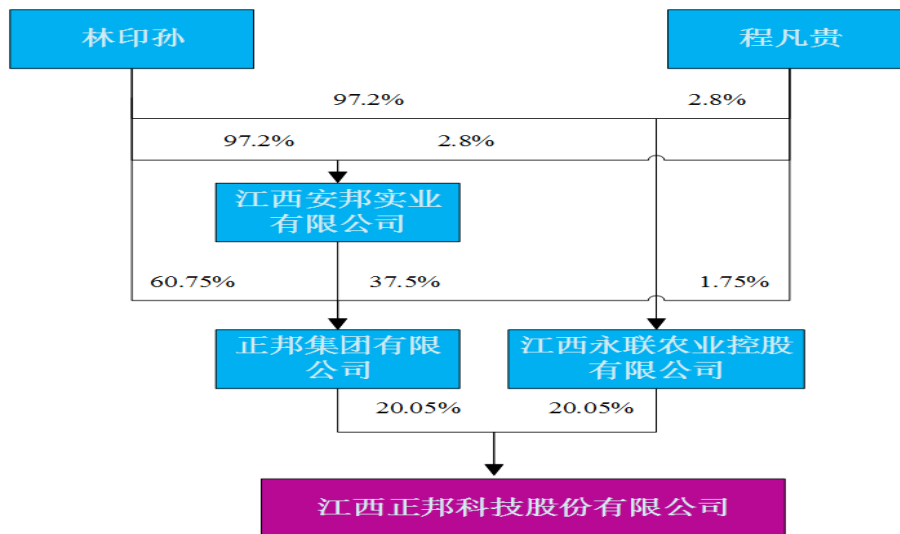 林印孙
程凡贵
97.2%
2.8%
97.2%
2.8%
江西安邦实业
有限公司
60.75%
37.5%
1.75%
正邦集团有限
公司
江西永联农业控股
有限公司
20.05%
20.05%
江西正邦科技股份有限公司